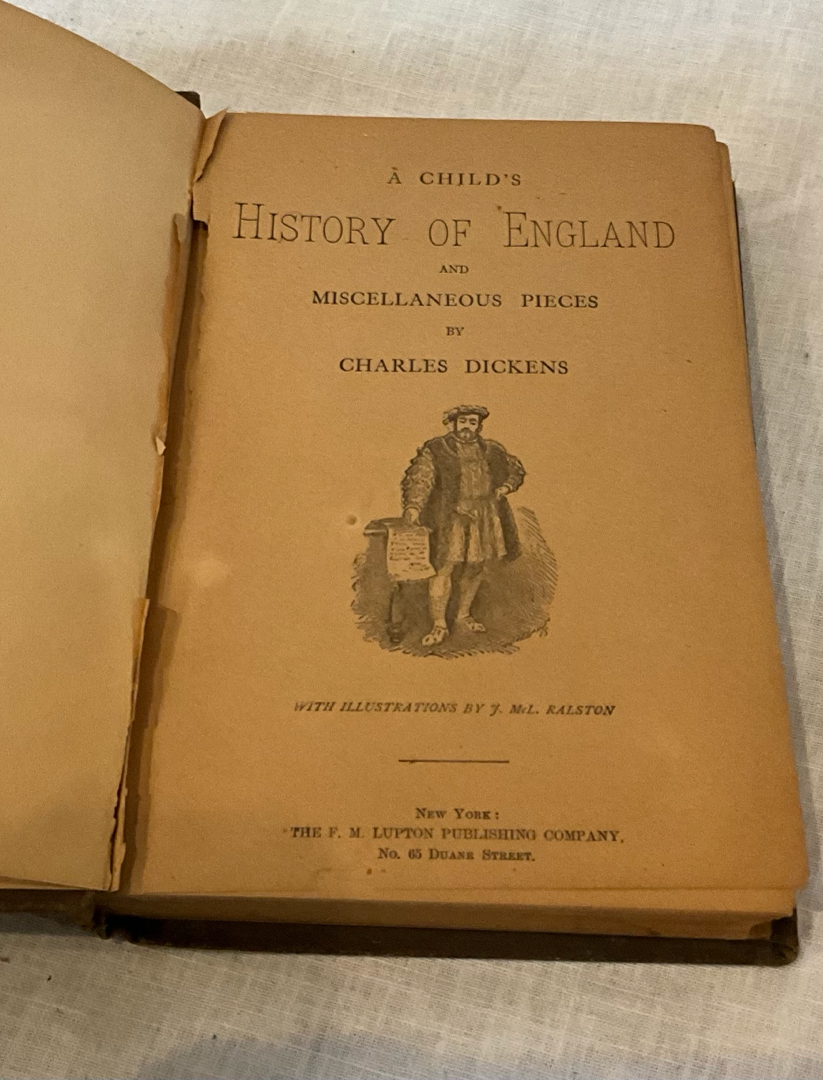 A CHILD'S
HISTORY OF ENGLAND
AND
MISCELLANEOUS PIECES
BY
CHARLES DICKENS
WITH ILLUSTRATIONS BY J. McL. RALSTON
NEW YORK:
THE F. M. LUPTON PUBLISHING COMPANY,
No. 65 DUANE STREET.